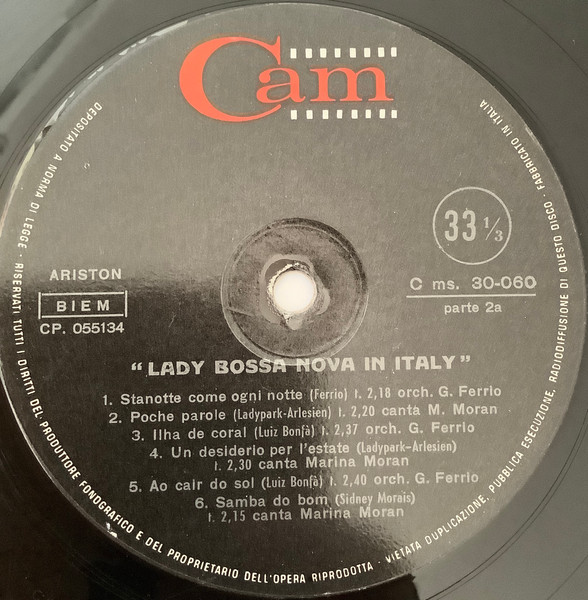 Cam
33 1/3
C ms. 30-060
parte 2a
ARISTON
BIEM
CP. 055134
"LADY BOSSA NOVA IN ITALY"
1. Stanotte come ogni notte (Ferrio) t. 2,18 orch. G. Ferrio
2. Poche parole (Ladypark-Arlesien) t. 2,20 canta M. Moran
3. Ilha de coral (Luiz Bonfà) t. 2,37 orch. G. Ferrio
4. Un desiderio per l'estate (Ladypark-Arlesien)
t. 2,30 canta Marina Moran
5. Ao cair do sol (Luiz Bonfà) t. 2,40 orch. G. Ferrio
6. Samba do bom (Sidney Morais)
t. 2,15 canta Marina Moran
DEPOSITATO A NORMA DI LEGGE - RISERVATI TUTTI I DIRITTI DEL PRODUTTORE FONOGRAFICO E DEL PROPRIETARIO DELL'OPERA RIPRODOTTA - VIETATA DUPLICAZIONE, PUBBLICA ESECUZIONE, RADIODIFFUSIONE DI QUESTO DISCO - FABBRICATO IN ITALIA